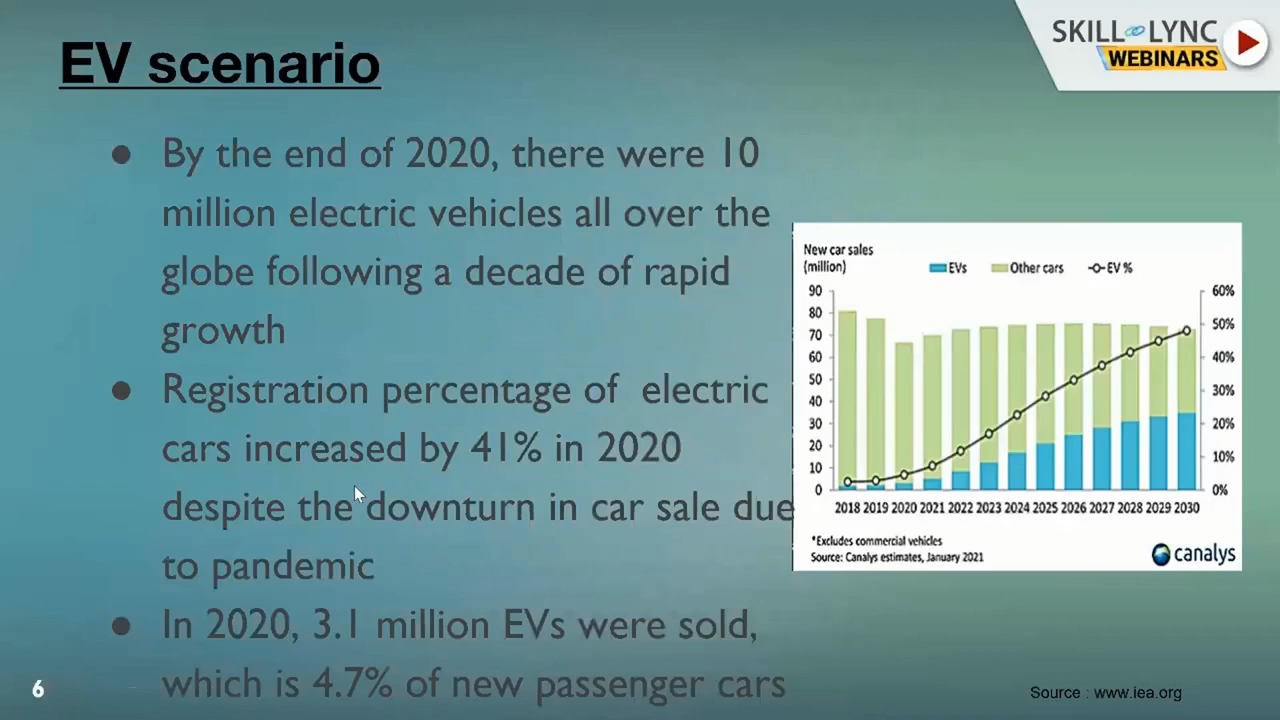 EV scenario
SKILL LYNC
WEBINARS
● By the end of 2020, there were 10
million electric vehicles all over the
globe following a decade of rapid
growth
● Registration percentage of electric
cars increased by 41% in 2020
despite the downturn in car sale due
to pandemic
● In 2020, 3.1 million EVs were sold,
which is 4.7% of new passenger cars
New car sales
(million)
EVs Other cars EV %
90 60%
80
70 50%
60 40%
50
40 30%
30 20%
20
10 10%
0 0%
2018 2019 2020 2021 2022 2023 2024 2025 2026 2027 2028 2029 2030
*Excludes commercial vehicles
Source: Canalys estimates, January 2021
canalys
6
Source : www.iea.org